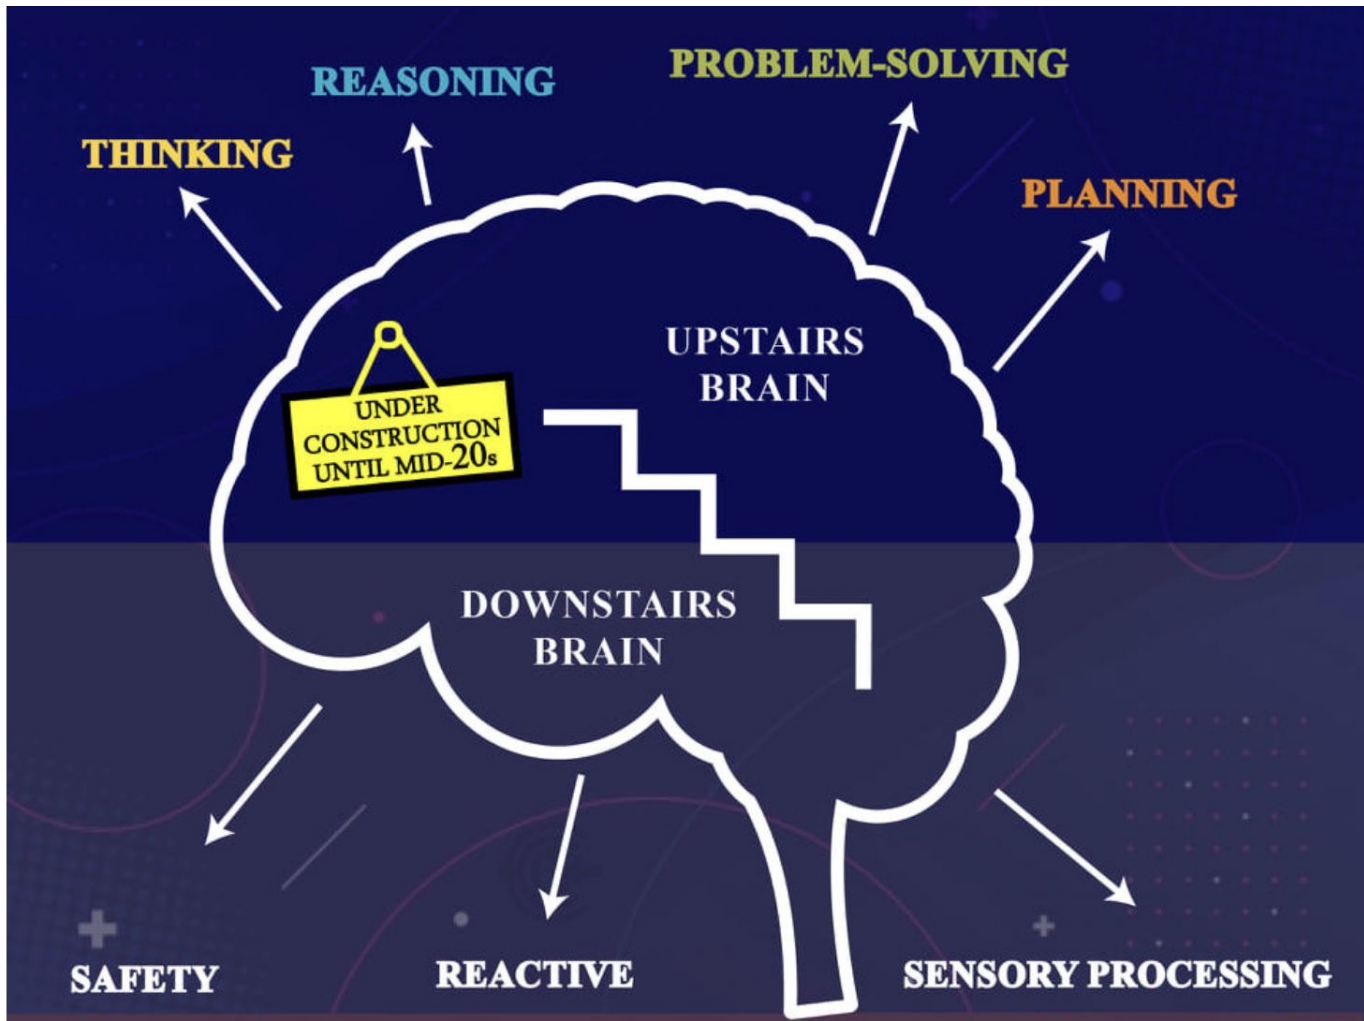 PROBLEM-SOLVING
REASONING
THINKING
PLANNING
UPSTAIRS
BRAIN
UNDER
CONSTRUCTION
UNTIL MID-20s
DOWNSTAIRS
BRAIN
SAFETY
REACTIVE
SENSORY PROCESSING